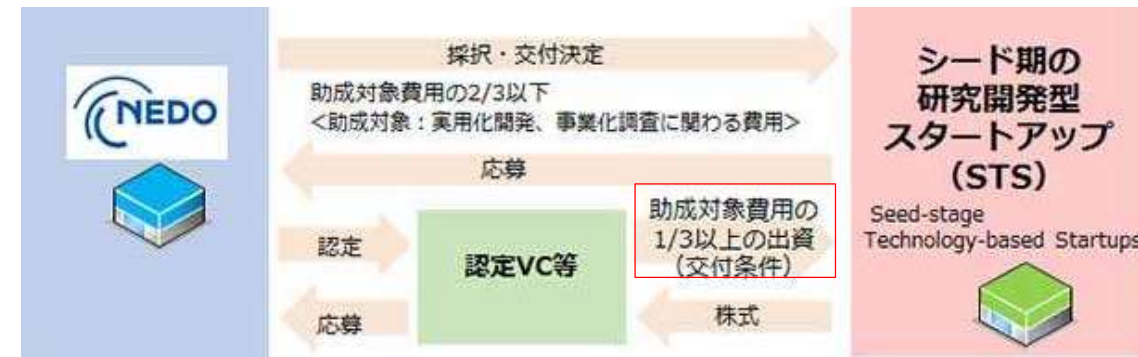 NEDO
採択・交付決定
助成対象費用の2/3以下
<助成対象:実用化開発、事業化調査に関わる費用>
応募
認定
応募
認定VC等
助成対象費用の
1/3以上の出資
(交付条件)
株式
シード期の
研究開発型
スタートアップ
(STS)
Seed-stage
Technology-based Startups